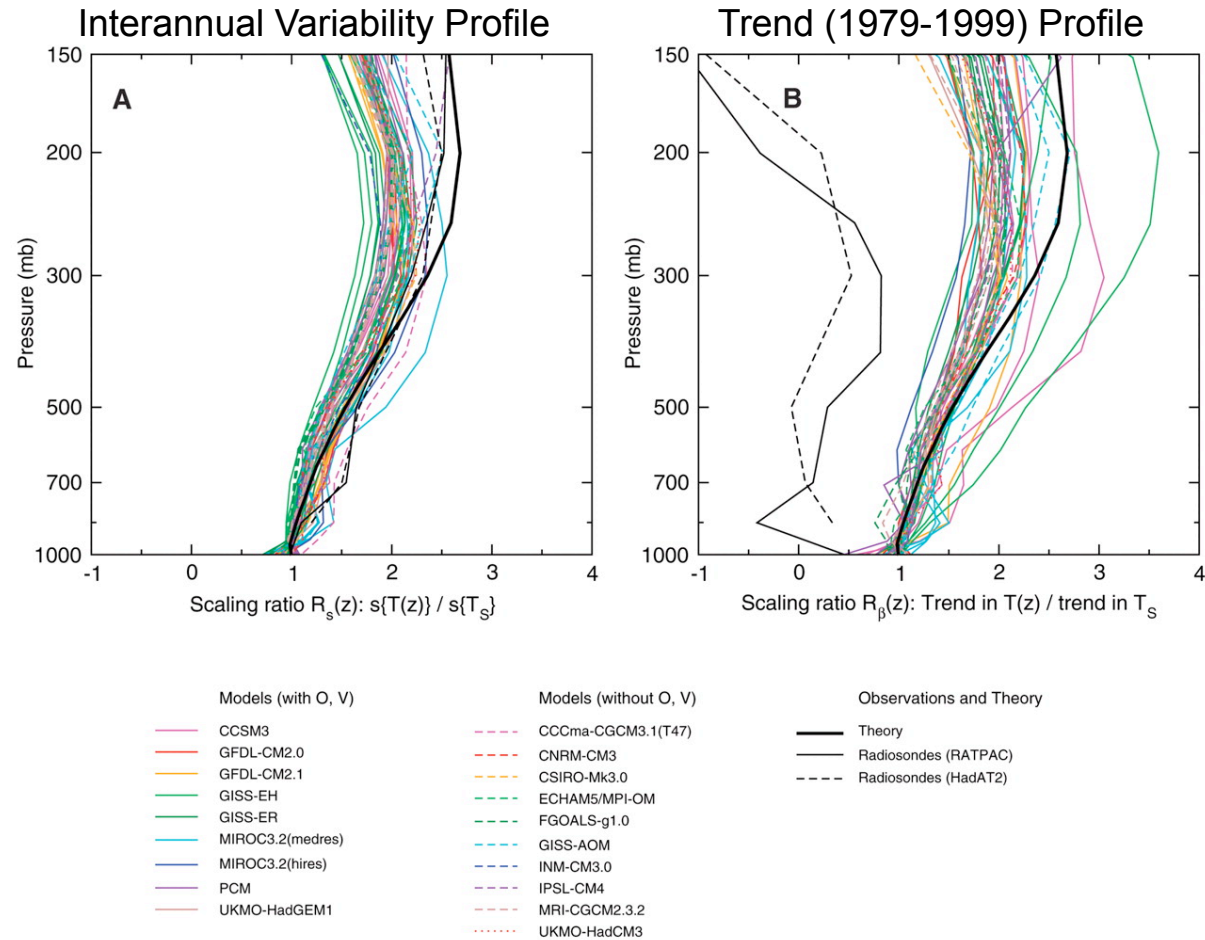 Interannual Variability Profile
Trend (1979-1999) Profile
150
200
300
500
700
1000
Pressure (mb)
A
-1 0 1 2 3 4
Scaling ratio Rs(z): s{T(z)} / s{TS}
150
200
300
500
700
1000
Pressure (mb)
B
-1 0 1 2 3 4
Scaling ratio Rβ(z): Trend in T(z) / trend in TS
Models (with O, V)
CCSM3
GFDL-CM2.0
GFDL-CM2.1
GISS-EH
GISS-ER
MIROC3.2(medres)
MIROC3.2(hires)
PCM
UKMO-HadGEM1
Models (without O, V)
CCCma-CGCM3.1(T47)
CNRM-CM3
CSIRO-Mk3.0
ECHAM5/MPI-OM
FGOALS-g1.0
GISS-AOM
INM-CM3.0
IPSL-CM4
MRI-CGCM2.3.2
UKMO-HadCM3
Observations and Theory
Theory
Radiosondes (RATPAC)
Radiosondes (HadAT2)